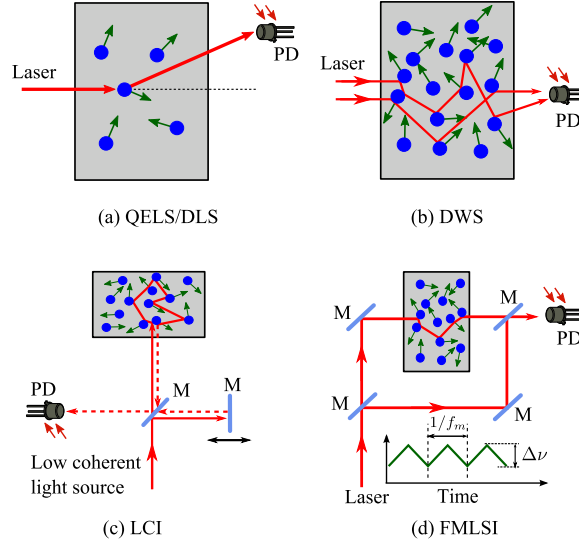 PD
Laser
(a) QELS/DLS
Laser
PD
(b) DWS
PD
M
M
Low coherent
light source
(c) LCI
M
M
PD
M
M
1/fₘ
Δν
Laser
Time
(d) FMLSI